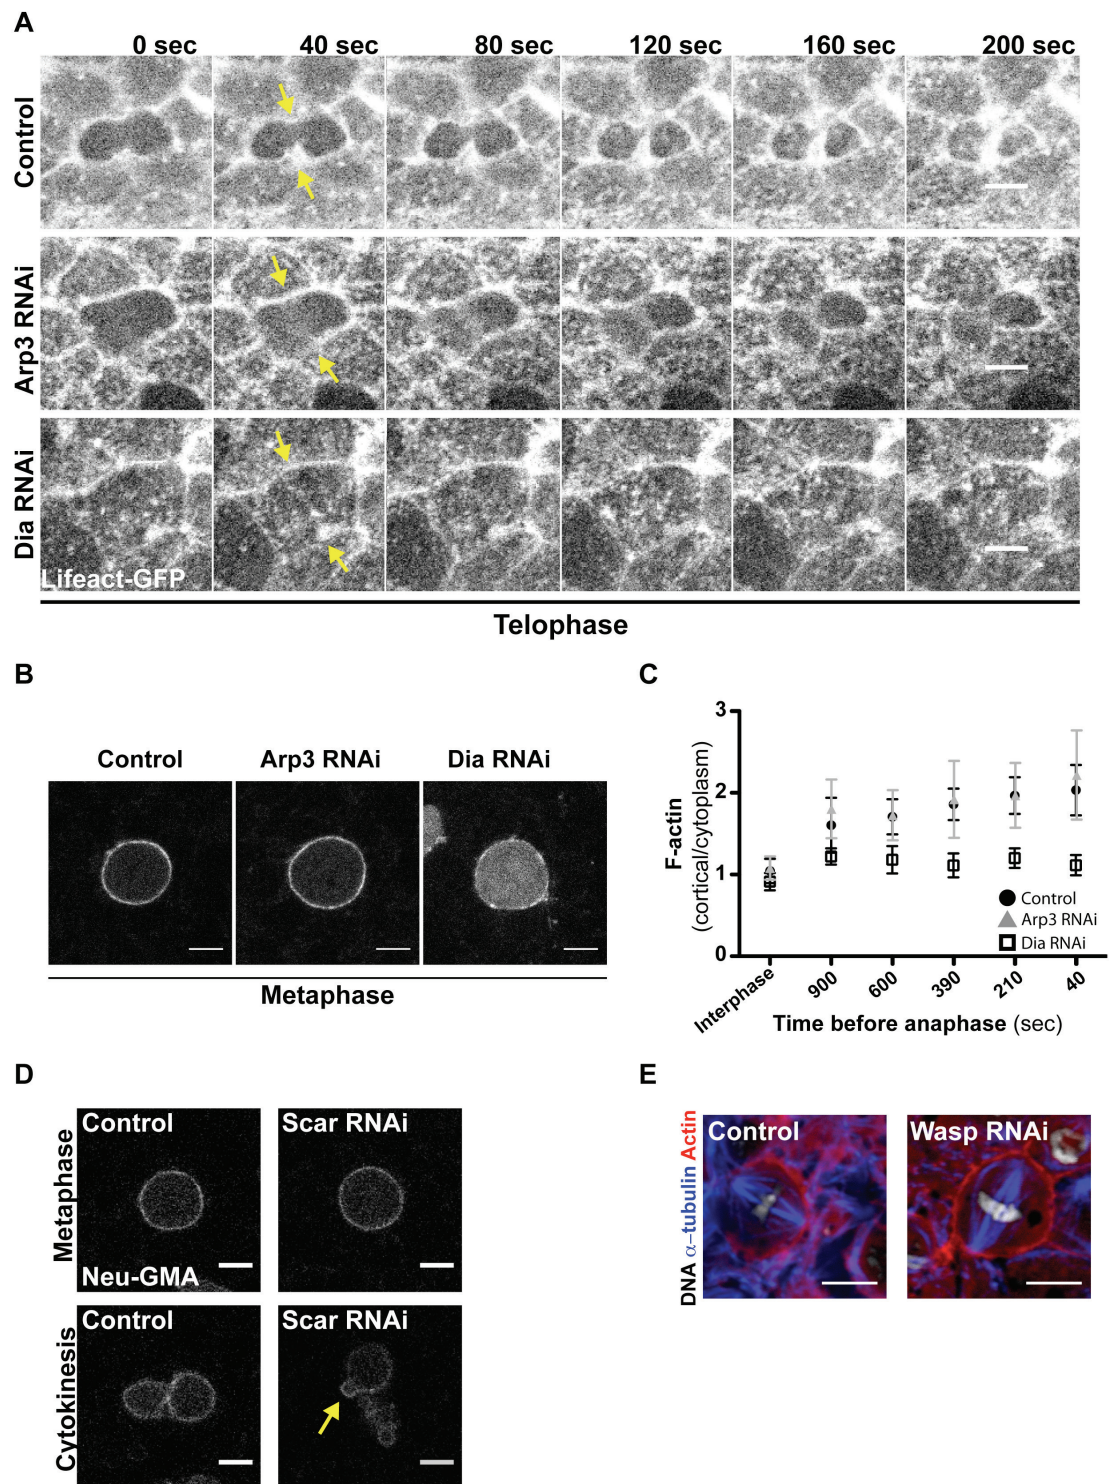 A
0 sec 40 sec 80 sec 120 sec 160 sec 200 sec
Control
Arp3 RNAi
Dia RNAi
Lifeact-GFP
Telophase
B
Control Arp3 RNAi Dia RNAi
Metaphase
C
F-actin
(cortical/cytoplasm)
3
2
1
0
Control
Arp3 RNAi
Dia RNAi
Interphase 900 600 390 210 40
Time before anaphase (sec)
D
Metaphase
Control Scar RNAi
Neu-GMA
Cytokinesis
Control Scar RNAi
E
DNA α-tubulin Actin
Control Wasp RNAi